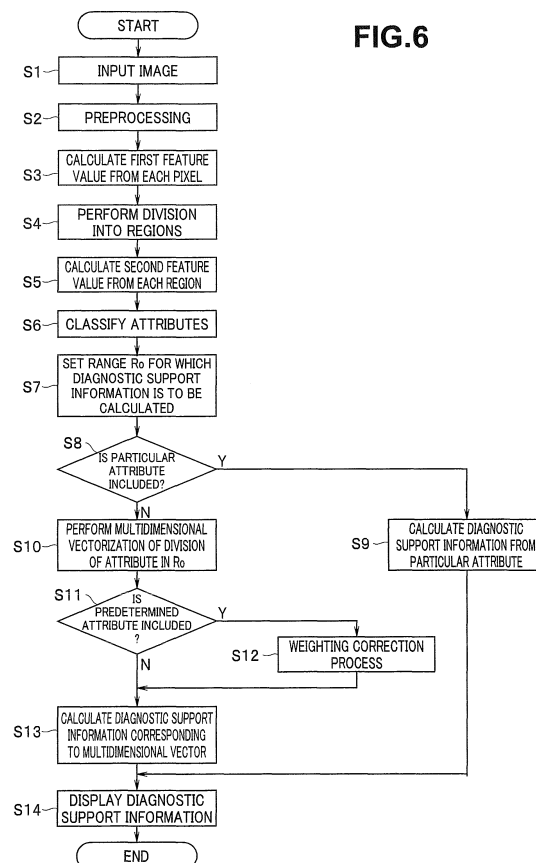 START
FIG.6
S1
INPUT IMAGE
S2
PREPROCESSING
S3
CALCULATE FIRST FEATURE
VALUE FROM EACH PIXEL
S4
PERFORM DIVISION
INTO REGIONS
S5
CALCULATE SECOND FEATURE
VALUE FROM EACH REGION
S6
CLASSIFY ATTRIBUTES
S7
SET RANGE R₀ FOR WHICH
DIAGNOSTIC SUPPORT
INFORMATION IS TO BE
CALCULATED
S8
IS PARTICULAR
ATTRIBUTE
INCLUDED?
Y
N
S10
PERFORM MULTIDIMENSIONAL
VECTORIZATION OF DIVISION
OF ATTRIBUTE IN R₀
S9
CALCULATE DIAGNOSTIC
SUPPORT INFORMATION FROM
PARTICULAR ATTRIBUTE
S11
IS
PREDETERMINED
ATTRIBUTE INCLUDED
?
Y
N
S12
WEIGHTING CORRECTION
PROCESS
S13
CALCULATE DIAGNOSTIC SUPPORT
INFORMATION CORRESPONDING
TO MULTIDIMENSIONAL VECTOR
S14
DISPLAY DIAGNOSTIC
SUPPORT INFORMATION
END